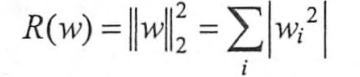 R(w) = ‖w‖₂² = ∑ᵢ |wᵢ²|